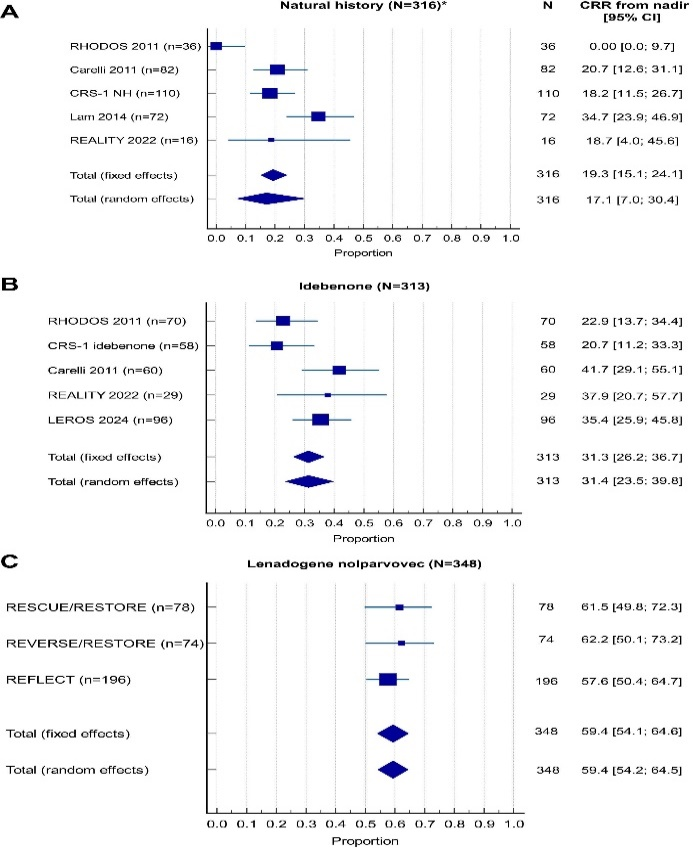 A
Natural history (N=316)*
N
CRR from nadir
[95% CI]
RHODOS 2011 (n=36)
36
0.00 [0.0; 9.7]
Carelli 2011 (n=82)
82
20.7 [12.6; 31.1]
CRS-1 NH (n=110)
110
18.2 [11.5; 26.7]
Lam 2014 (n=72)
72
34.7 [23.9; 46.9]
REALITY 2022 (n=16)
16
18.7 [4.0; 45.6]
Total (fixed effects)
316
19.3 [15.1; 24.1]
Total (random effects)
316
17.1 [7.0; 30.4]
0.0 0.1 0.2 0.3 0.4 0.5 0.6 0.7 0.8 0.9 1.0
Proportion
B
Idebenone (N=313)
RHODOS 2011 (n=70)
70
22.9 [13.7; 34.4]
CRS-1 idebenone (n=58)
58
20.7 [11.2; 33.3]
Carelli 2011 (n=60)
60
41.7 [29.1; 55.1]
REALITY 2022 (n=29)
29
37.9 [20.7; 57.7]
LEROS 2024 (n=96)
96
35.4 [25.9; 45.8]
Total (fixed effects)
313
31.3 [26.2; 36.7]
Total (random effects)
313
31.4 [23.5; 39.8]
0.0 0.1 0.2 0.3 0.4 0.5 0.6 0.7 0.8 0.9 1.0
Proportion
C
Lenadogene nolparvovec (N=348)
RESCUE/RESTORE (n=78)
78
61.5 [49.8; 72.3]
REVERSE/RESTORE (n=74)
74
62.2 [50.1; 73.2]
REFLECT (n=196)
196
57.6 [50.4; 64.7]
Total (fixed effects)
348
59.4 [54.1; 64.6]
Total (random effects)
348
59.4 [54.2; 64.5]
0.0 0.1 0.2 0.3 0.4 0.5 0.6 0.7 0.8 0.9 1.0
Proportion